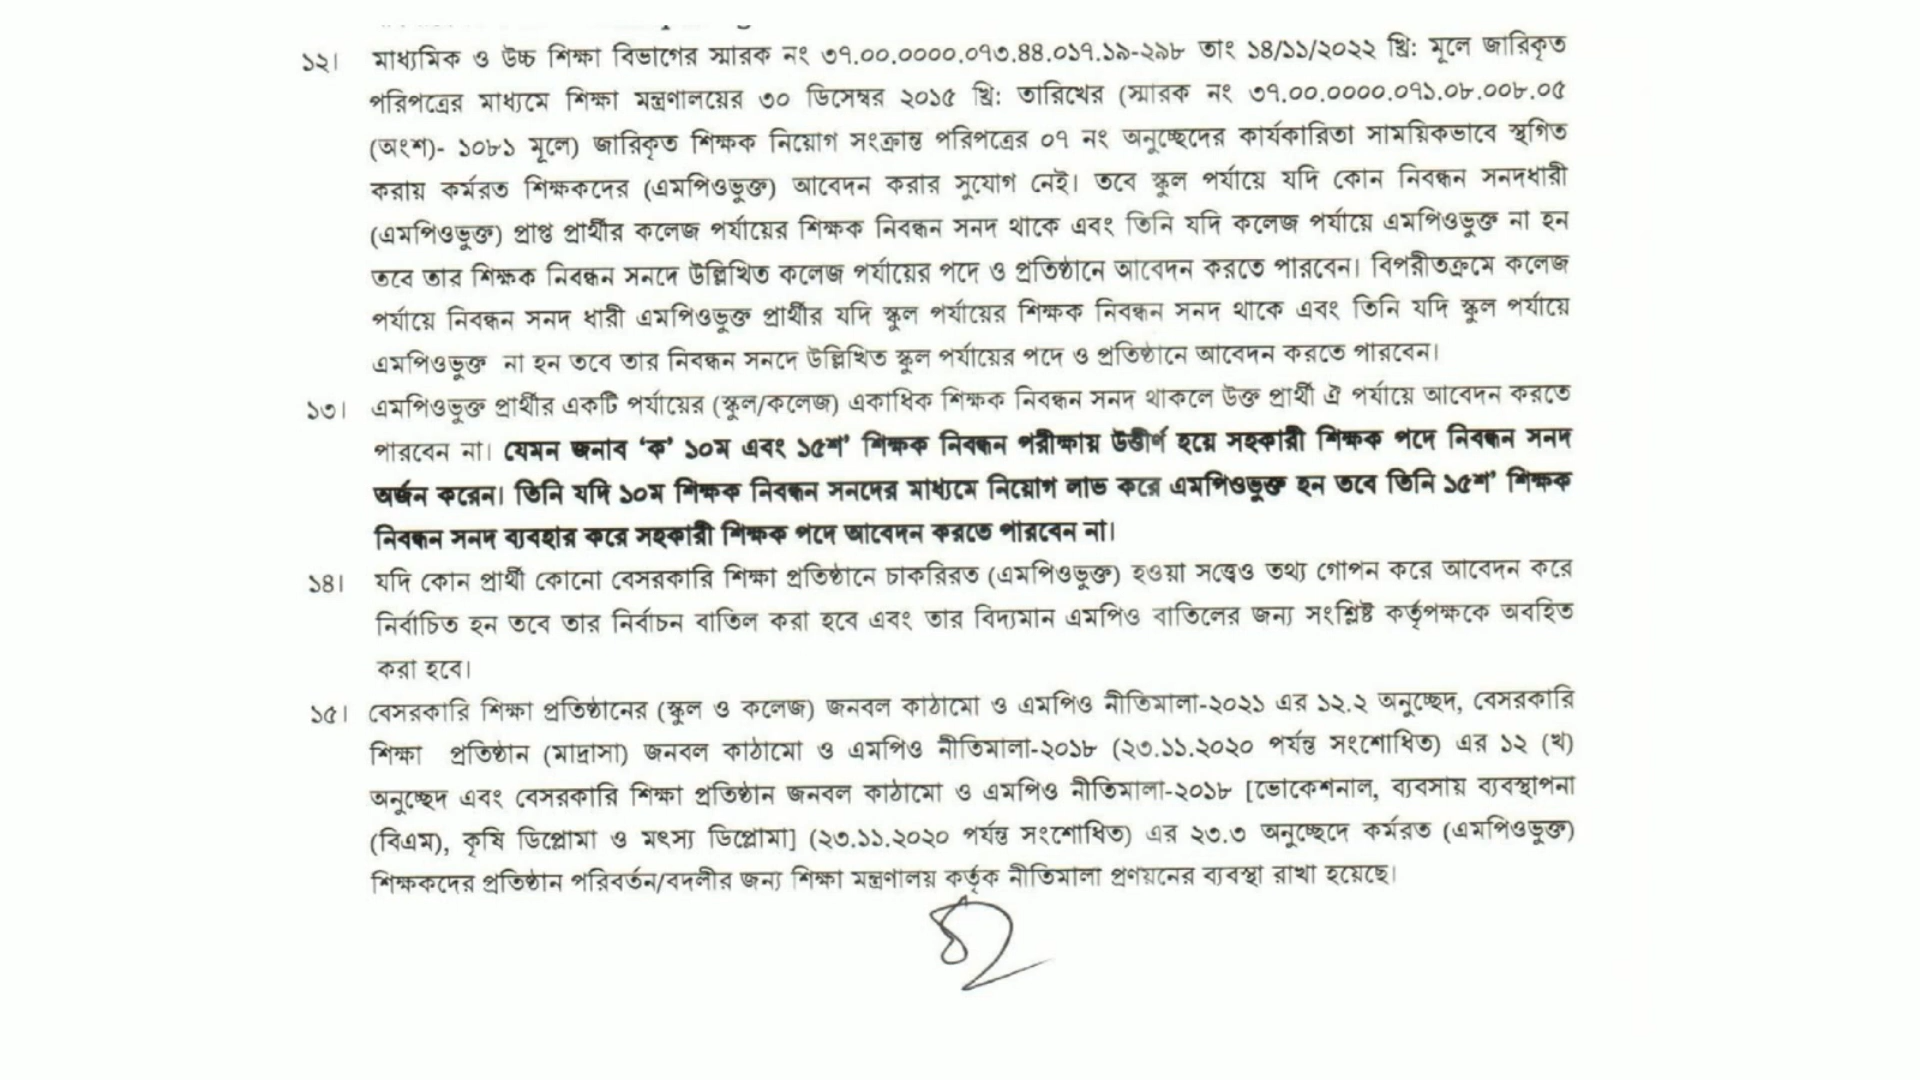 ১২। মাধ্যমিক ও উচ্চ শিক্ষা বিভাগের স্মারক নং ৩৭.০০.০০০০.০৭৩.৪৪.০১৭.১৯-২৯৮ তাং ১৪/১১/২০২২ খ্রি: মূলে জারিকৃত
পরিপত্রের মাধ্যমে শিক্ষা মন্ত্রণালয়ের ৩০ ডিসেম্বর ২০১৫ খ্রি: তারিখের (স্মারক নং ৩৭.০০.০০০০.০৭১.০৮.০০৮.০৫
(অংশ)- ১০৮১ মূলে) জারিকৃত শিক্ষক নিয়োগ সংক্রান্ত পরিপত্রের ০৭ নং অনুচ্ছেদের কার্যকারিতা সাময়িকভাবে স্থগিত
করায় কর্মরত শিক্ষকদের (এমপিওভুক্ত) আবেদন করার সুযোগ নেই। তবে স্কুল পর্যায়ে যদি কোন নিবন্ধন সনদধারী
(এমপিওভুক্ত) প্রাপ্ত প্রার্থীর কলেজ পর্যায়ের শিক্ষক নিবন্ধন সনদ থাকে এবং তিনি যদি কলেজ পর্যায়ে এমপিওভুক্ত না হন
তবে তার শিক্ষক নিবন্ধন সনদে উল্লিখিত কলেজ পর্যায়ের পদে ও প্রতিষ্ঠানে আবেদন করতে পারবেন। বিপরীতক্রমে কলেজ
পর্যায়ে নিবন্ধন সনদ ধারী এমপিওভুক্ত প্রার্থীর যদি স্কুল পর্যায়ের শিক্ষক নিবন্ধন সনদ থাকে এবং তিনি যদি স্কুল পর্যায়ে
এমপিওভুক্ত না হন তবে তার নিবন্ধন সনদে উল্লিখিত স্কুল পর্যায়ের পদে ও প্রতিষ্ঠানে আবেদন করতে পারবেন।
১৩। এমপিওভুক্ত প্রার্থীর একটি পর্যায়ের (স্কুল/কলেজ) একাধিক শিক্ষক নিবন্ধন সনদ থাকলে উক্ত প্রার্থী ঐ পর্যায়ে আবেদন করতে
পারবেন না। যেমন জনাব ‘ক’ ১০ম এবং ১৫শ’ শিক্ষক নিবন্ধন পরীক্ষায় উত্তীর্ণ হয়ে সহকারী শিক্ষক পদে নিবন্ধন সনদ
অর্জন করেন। তিনি যদি ১০ম শিক্ষক নিবন্ধন সনদের মাধ্যমে নিয়োগ লাভ করে এমপিওভুক্ত হন তবে তিনি ১৫শ’ শিক্ষক
নিবন্ধন সনদ ব্যবহার করে সহকারী শিক্ষক পদে আবেদন করতে পারবেন না।
১৪। যদি কোন প্রার্থী কোনো বেসরকারি শিক্ষা প্রতিষ্ঠানে চাকরিরত (এমপিওভুক্ত) হওয়া সত্ত্বেও তথ্য গোপন করে আবেদন করে
নির্বাচিত হন তবে তার নির্বাচন বাতিল করা হবে এবং তার বিদ্যমান এমপিও বাতিলের জন্য সংশ্লিষ্ট কর্তৃপক্ষকে অবহিত
করা হবে।
১৫। বেসরকারি শিক্ষা প্রতিষ্ঠানের (স্কুল ও কলেজ) জনবল কাঠামো ও এমপিও নীতিমালা-২০২১ এর ১২.২ অনুচ্ছেদ, বেসরকারি
শিক্ষা প্রতিষ্ঠান (মাদ্রাসা) জনবল কাঠামো ও এমপিও নীতিমালা-২০১৮ (২৩.১১.২০২০ পর্যন্ত সংশোধিত) এর ১২ (খ)
অনুচ্ছেদ এবং বেসরকারি শিক্ষা প্রতিষ্ঠান জনবল কাঠামো ও এমপিও নীতিমালা-২০১৮ [ভোকেশনাল, ব্যবসায় ব্যবস্থাপনা
(বিএম), কৃষি ডিপ্লোমা ও মৎস্য ডিপ্লোমা] (২৩.১১.২০২০ পর্যন্ত সংশোধিত) এর ২৩.৩ অনুচ্ছেদে কর্মরত (এমপিওভুক্ত)
শিক্ষকদের প্রতিষ্ঠান পরিবর্তন/বদলীর জন্য শিক্ষা মন্ত্রণালয় কর্তৃক নীতিমালা প্রণয়নের ব্যবস্থা রাখা হয়েছে।